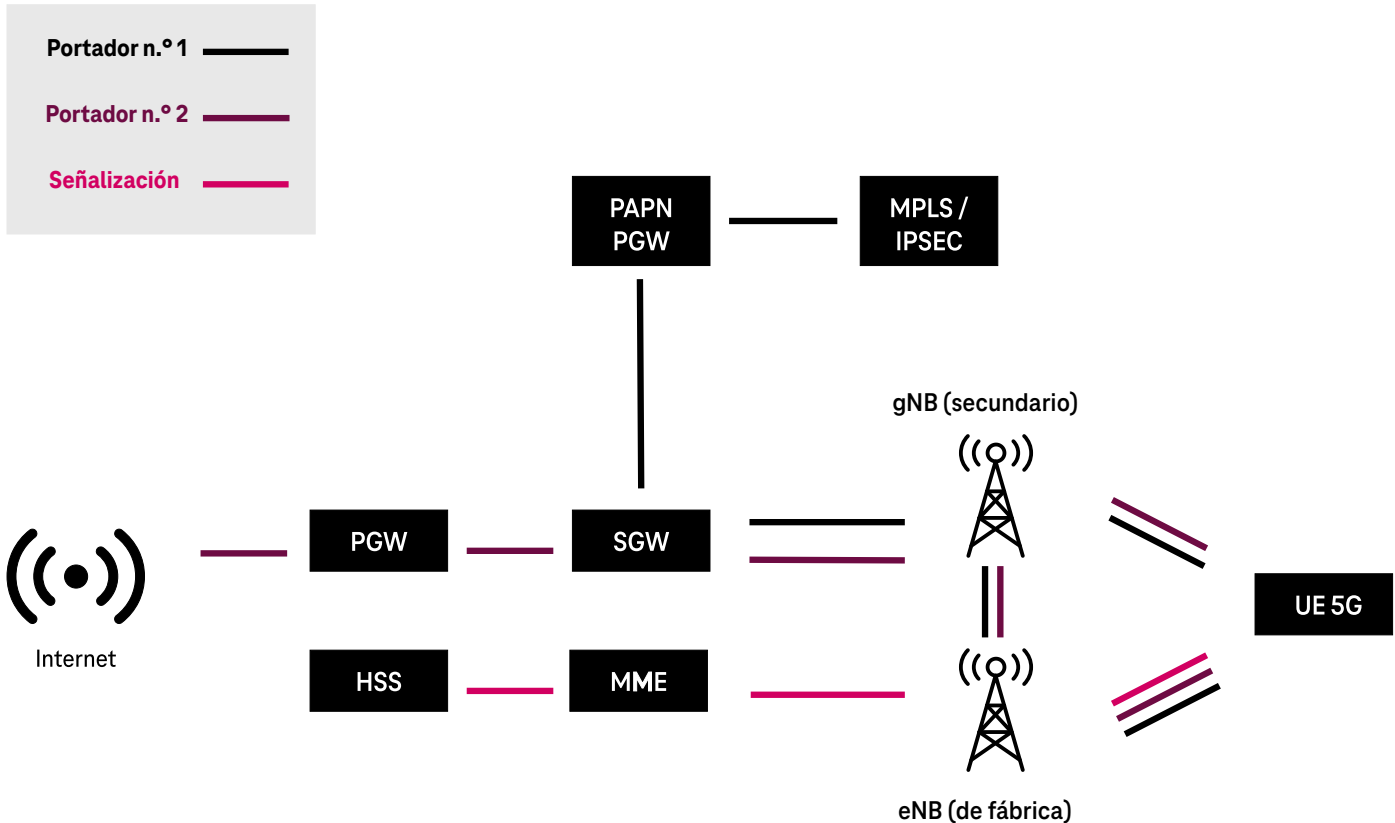 Portador n.º 1
Portador n.º 2
Señalización
PAPN
PGW
MPLS /
IPSEC
gNB (secundario)
PGW
SGW
UE 5G
Internet
HSS
MME
eNB (de fábrica)